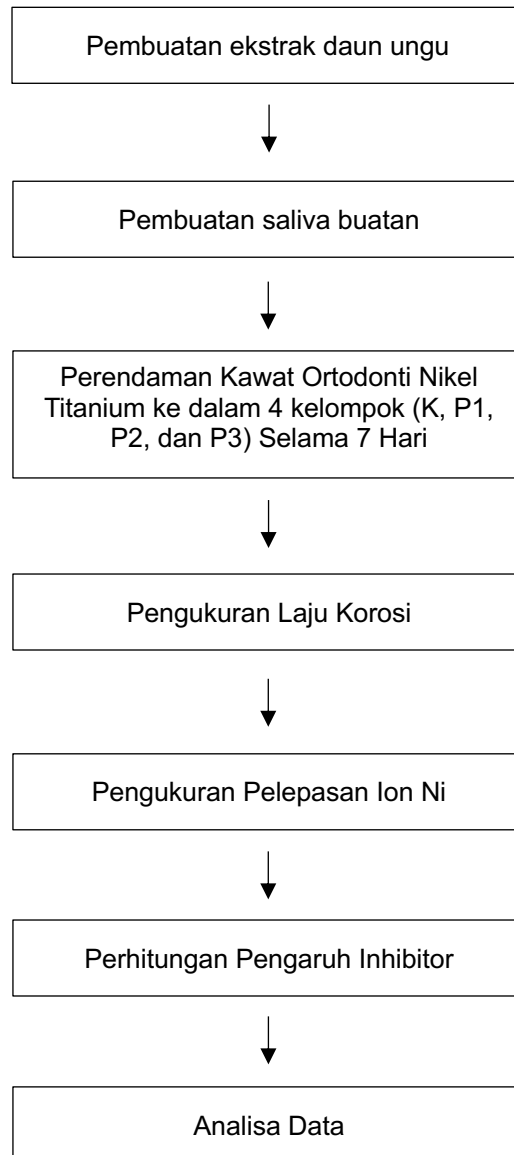 Pembuatan ekstrak daun ungu
Pembuatan saliva buatan
Perendaman Kawat Ortodonti Nikel
Titanium ke dalam 4 kelompok (K, P1,
P2, dan P3) Selama 7 Hari
Pengukuran Laju Korosi
Pengukuran Pelepasan Ion Ni
Perhitungan Pengaruh Inhibitor
Analisa Data